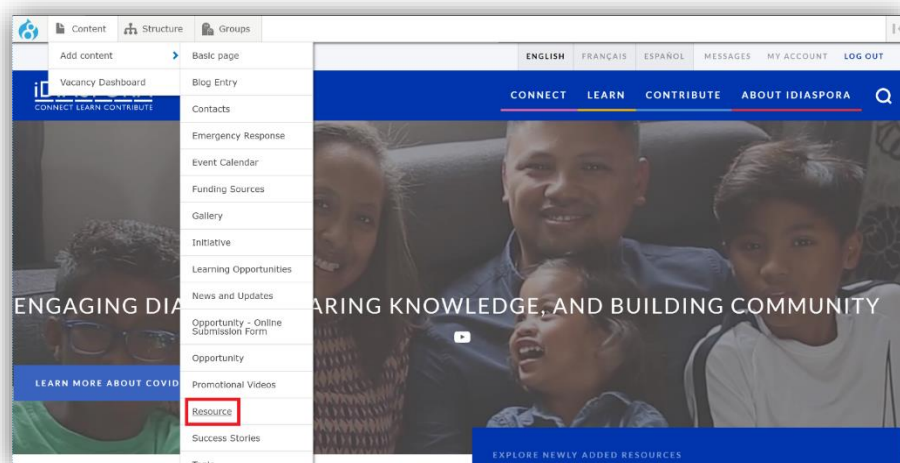 Content Structure Groups
Add content
Vacancy Dashboard
Basic page
Blog Entry
Contacts
Emergency Response
Event Calendar
Funding Sources
Gallery
Initiative
Learning Opportunities
News and Updates
Opportunity - Online
Submission Form
Opportunity
Promotional Videos
Resource
Success Stories
ENGLISH FRANÇAIS ESPAÑOL MESSAGES MY ACCOUNT LOG OUT
CONNECT LEARN CONTRIBUTE
CONNECT LEARN CONTRIBUTE ABOUT IDIASPORA
ENGAGING DIA ARING KNOWLEDGE, AND BUILDING COMMUNITY
LEARN MORE ABOUT COVID
EXPLORE NEWLY ADDED RESOURCES